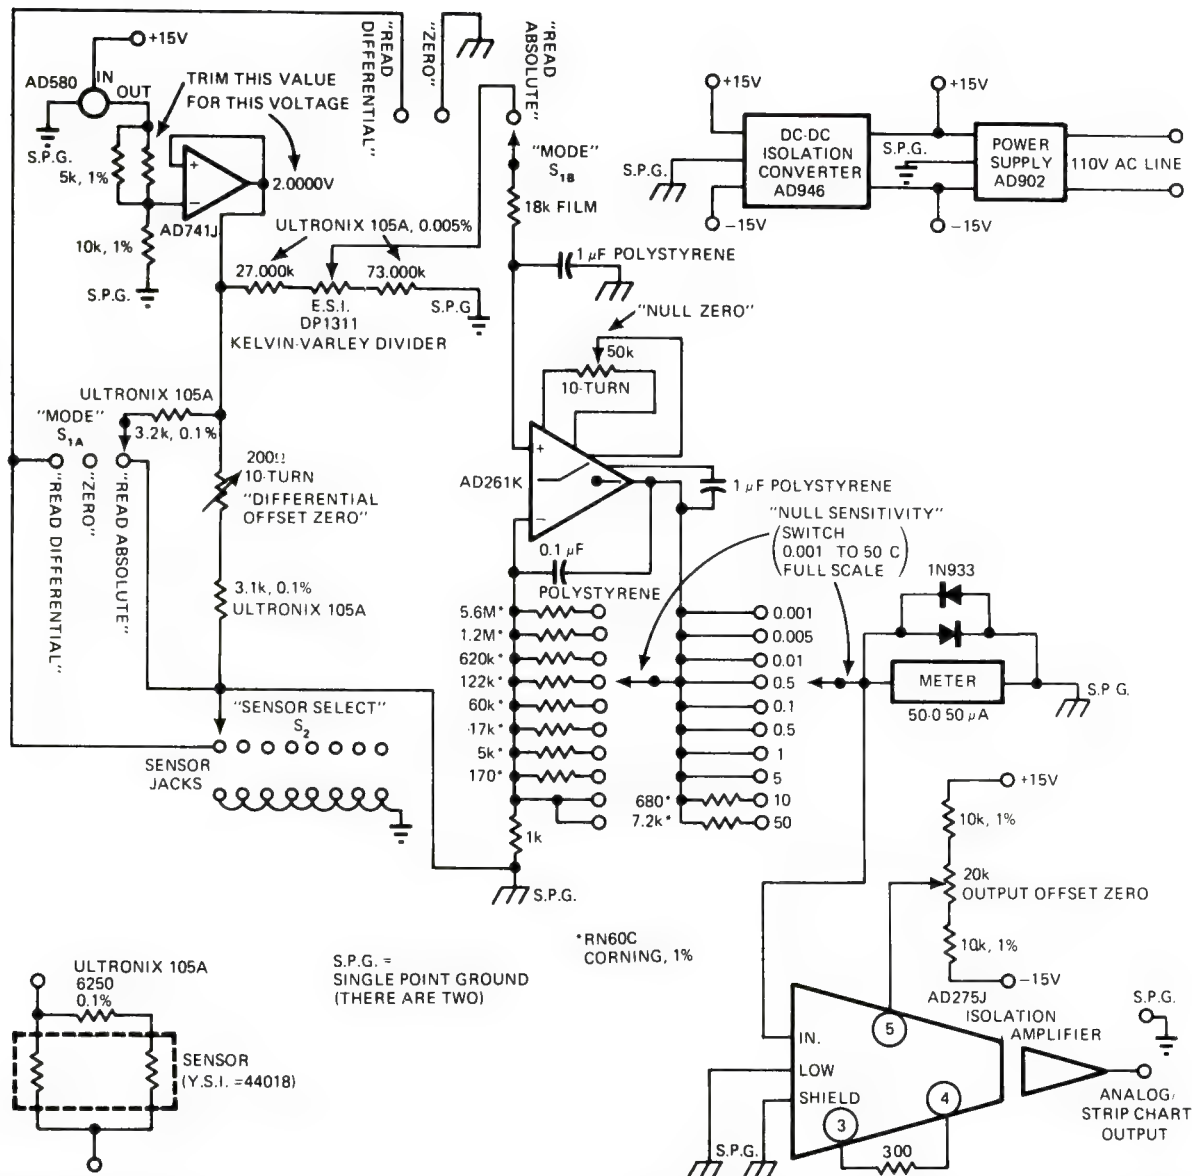 +15V
AD580
IN
OUT
S.P.G.
TRIM THIS VALUE
FOR THIS VOLTAGE
5k, 1%
+
−
2.0000V
AD741J
10k, 1%
S.P.G.
ULTRONIX 105A, 0.005%
27.000k
73.000k
E.S.I.
DP1311
KELVIN-VARLEY DIVIDER
S.P.G
"READ
DIFFERENTIAL"
"ZERO"
"READ
ABSOLUTE"
"MODE"
S1B
18k FILM
1 µF POLYSTYRENE
+15V
S.P.G.
−15V
DC-DC
ISOLATION
CONVERTER
AD946
+15V
S.P.G.
−15V
POWER
SUPPLY
AD902
110V AC LINE
"NULL ZERO"
50k
10-TURN
+
−
AD261K
1 µF POLYSTYRENE
0.1 µF
POLYSTYRENE
ULTRONIX 105A
3.2k, 0.1%
"MODE"
S1A
"READ DIFFERENTIAL"
"ZERO"
"READ ABSOLUTE"
200Ω
10-TURN
"DIFFERENTIAL
OFFSET ZERO"
3.1k, 0.1%
ULTRONIX 105A
"SENSOR SELECT"
S2
SENSOR
JACKS
"NULL SENSITIVITY"
SWITCH
0.001 TO 50 C
FULL SCALE
5.6M*
1.2M*
620k*
122k*
60k*
17k*
5k*
170*
1k
S.P.G.
0.001
0.005
0.01
0.5
0.1
0.5
1
5
680* 10
7.2k* 50
1N933
METER
50-0 50 µA
S.P.G.
+15V
10k, 1%
20k
OUTPUT OFFSET ZERO
10k, 1%
−15V
*RN60C
CORNING, 1%
S.P.G. =
SINGLE POINT GROUND
(THERE ARE TWO)
ULTRONIX 105A
6250
0.1%
SENSOR
(Y.S.I. =44018)
AD275J
ISOLATION
AMPLIFIER
IN.
LOW
SHIELD
5
4
3
300
S.P.G.
S.P.G.
ANALOG/
STRIP CHART
OUTPUT